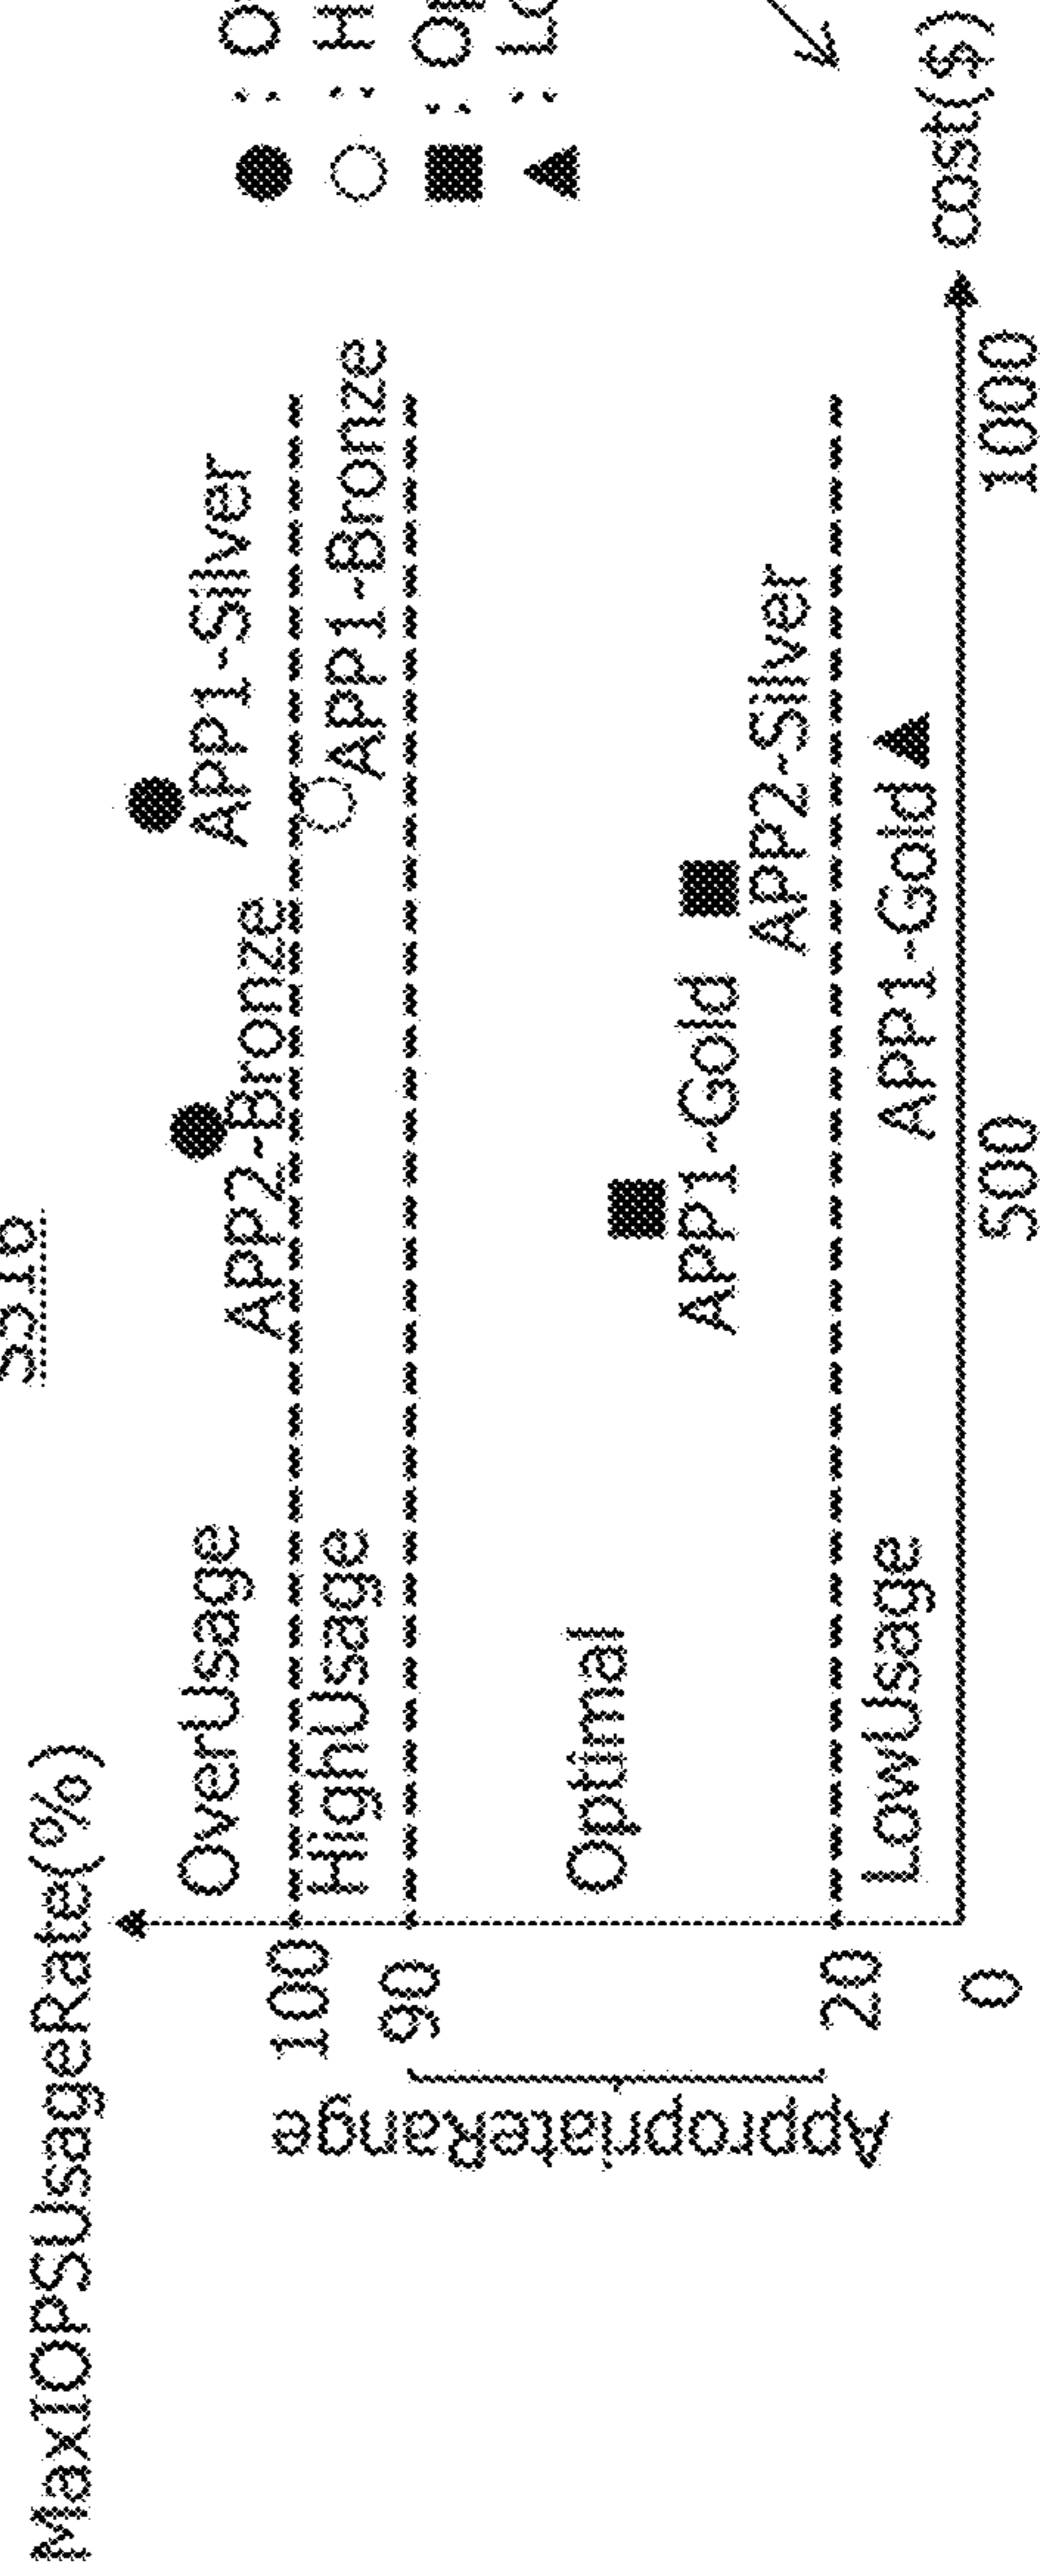 MaxIOPSUsageRate(%)
OverUsage
APP2-Bronze
APP1-Silver
100
HighUsage
APP1-Bronze
90
Optimal
APP1-Gold
APP2-Silver
20
LowUsage
APP1-Gold
0
500
1000
cost($)
AppropriateRange